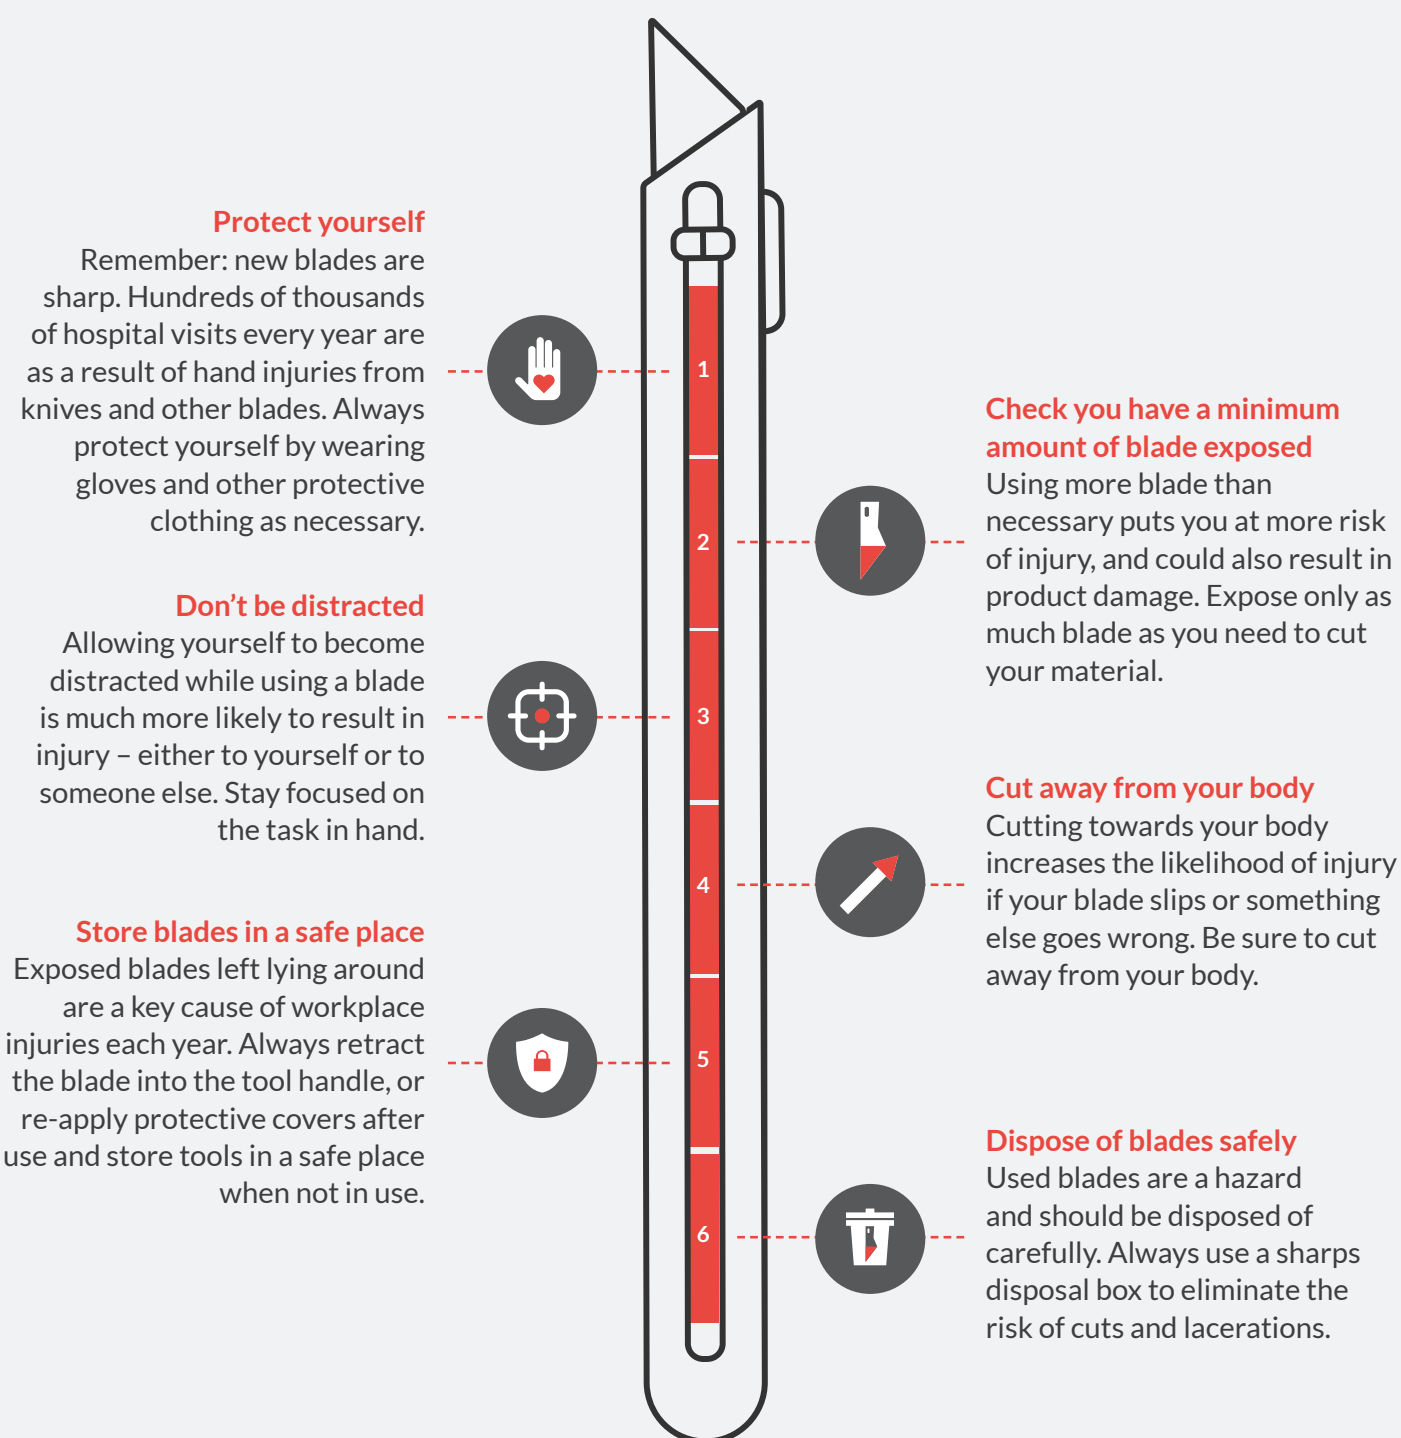 1
Protect yourself
Remember: new blades are
sharp. Hundreds of thousands
of hospital visits every year are
as a result of hand injuries from
knives and other blades. Always
protect yourself by wearing
gloves and other protective
clothing as necessary.
2
Check you have a minimum
amount of blade exposed
Using more blade than
necessary puts you at more risk
of injury, and could also result in
product damage. Expose only as
much blade as you need to cut
your material.
3
Don’t be distracted
Allowing yourself to become
distracted while using a blade
is much more likely to result in
injury – either to yourself or to
someone else. Stay focused on
the task in hand.
4
Cut away from your body
Cutting towards your body
increases the likelihood of injury
if your blade slips or something
else goes wrong. Be sure to cut
away from your body.
5
Store blades in a safe place
Exposed blades left lying around
are a key cause of workplace
injuries each year. Always retract
the blade into the tool handle, or
re-apply protective covers after
use and store tools in a safe place
when not in use.
6
Dispose of blades safely
Used blades are a hazard
and should be disposed of
carefully. Always use a sharps
disposal box to eliminate the
risk of cuts and lacerations.